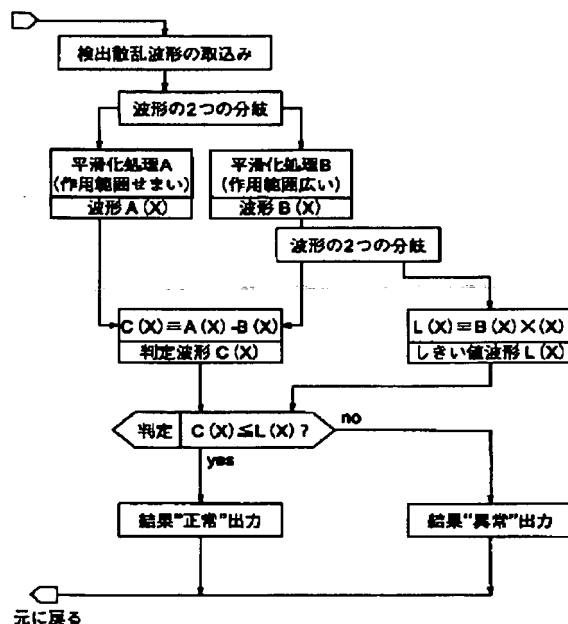 検出散乱波形の取込み
波形の2つの分岐
平滑化処理A
(作用範囲せまい)
波形A(X)
平滑化処理B
(作用範囲広い)
波形B(X)
波形の2つの分岐
C(X)=A(X)-B(X)
判定波形C(X)
L(X)=B(X)×(X)
しきい値波形L(X)
判定 C(X)≦L(X)?
no
yes
結果"正常"出力
結果"異常"出力
元に戻る